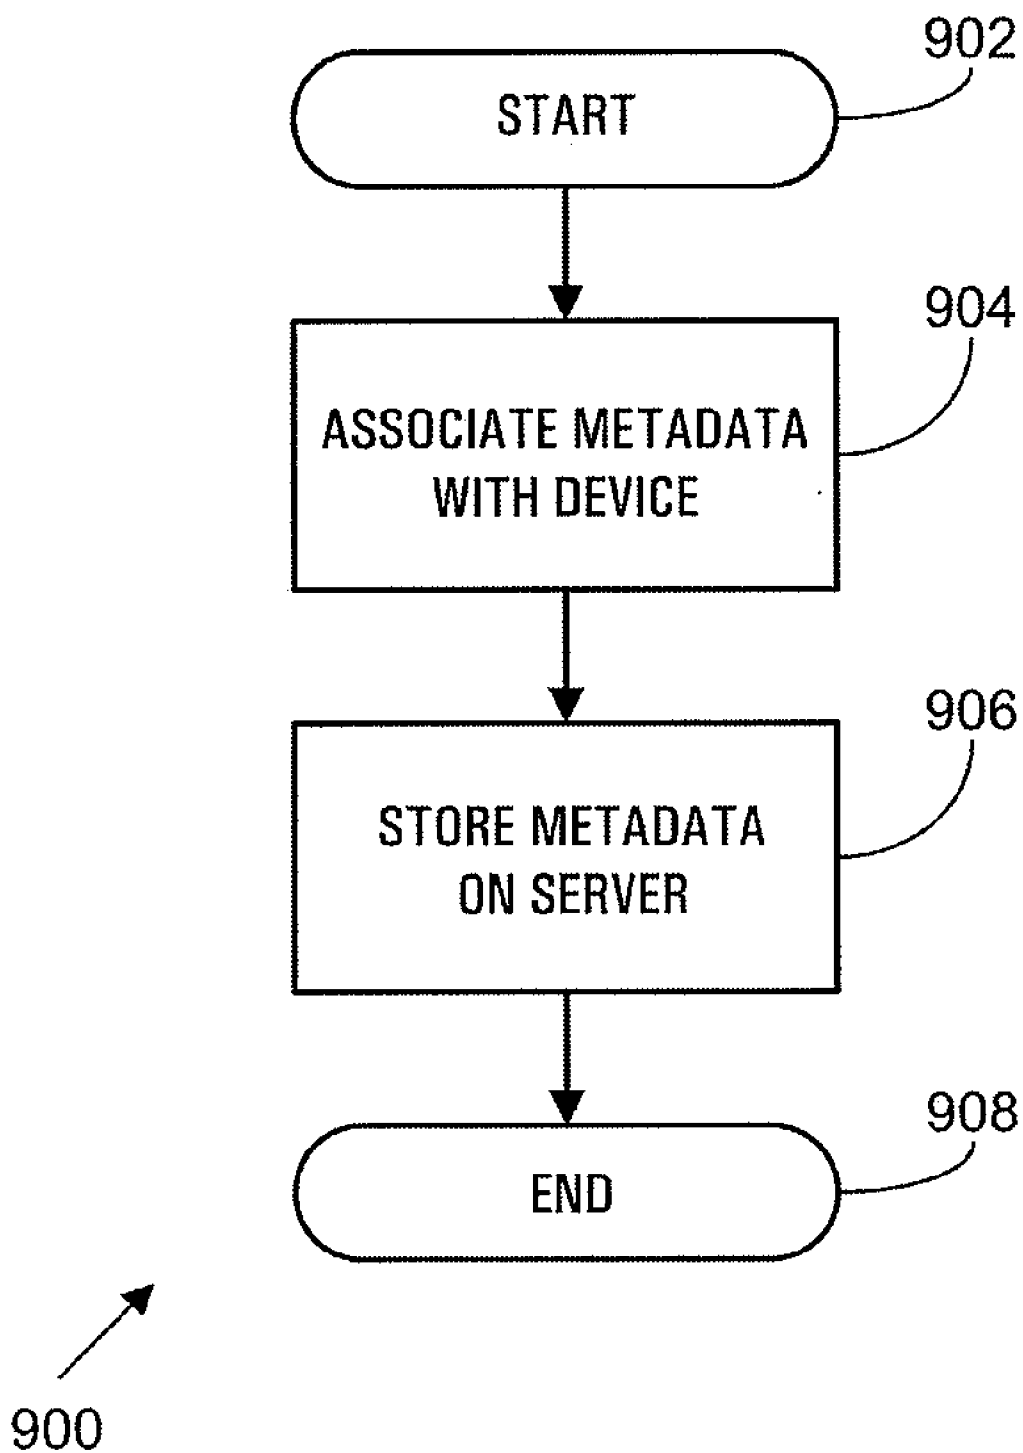 902
START
904
ASSOCIATE METADATA
WITH DEVICE
906
STORE METADATA
ON SERVER
908
END
900